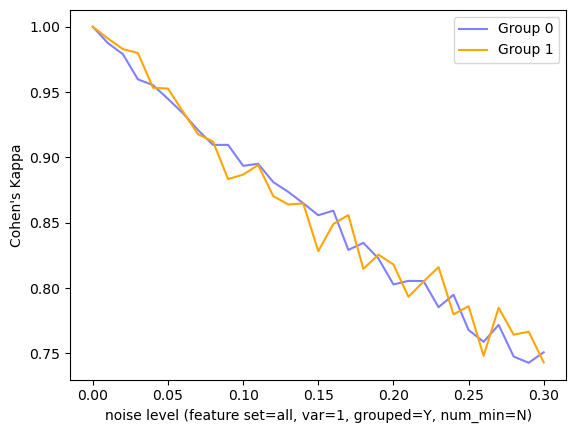 Group 0
Group 1
1.00
0.95
0.90
0.85
0.80
0.75
Cohen's Kappa
0.00 0.05 0.10 0.15 0.20 0.25 0.30
noise level (feature set=all, var=1, grouped=Y, num_min=N)